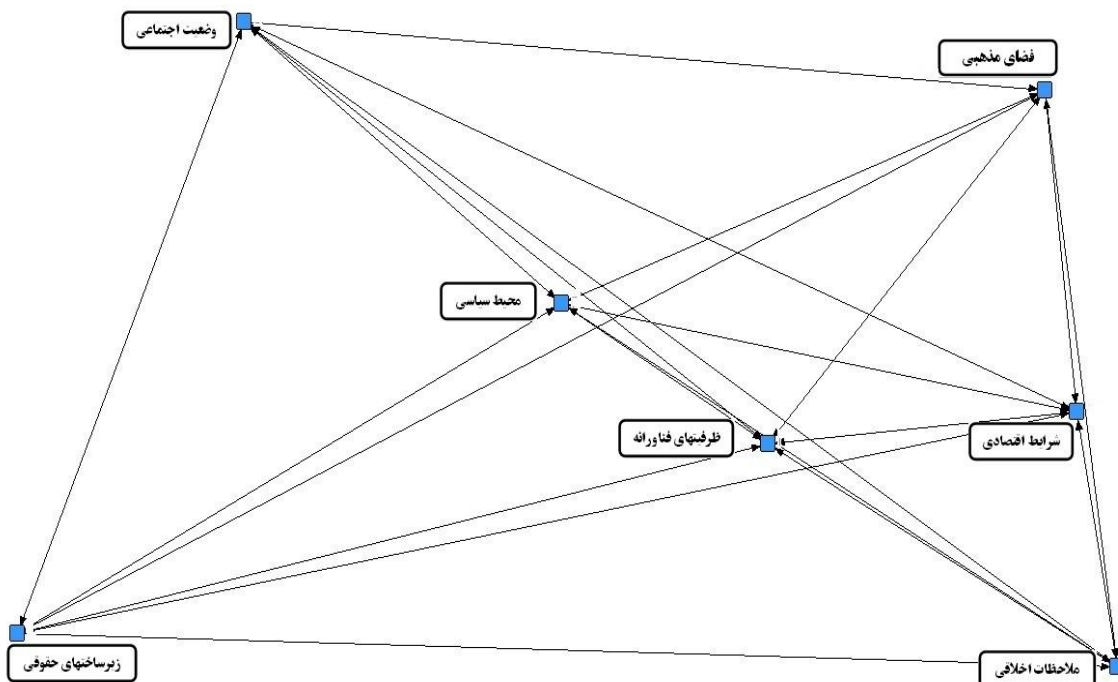 وضعیت اجتماعی
فضای مذهبی
محیط سیاسی
ظرفیتهای فناورانه
شرایط اقتصادی
زیرساختهای حقوقی
ملاحظات اخلاقی